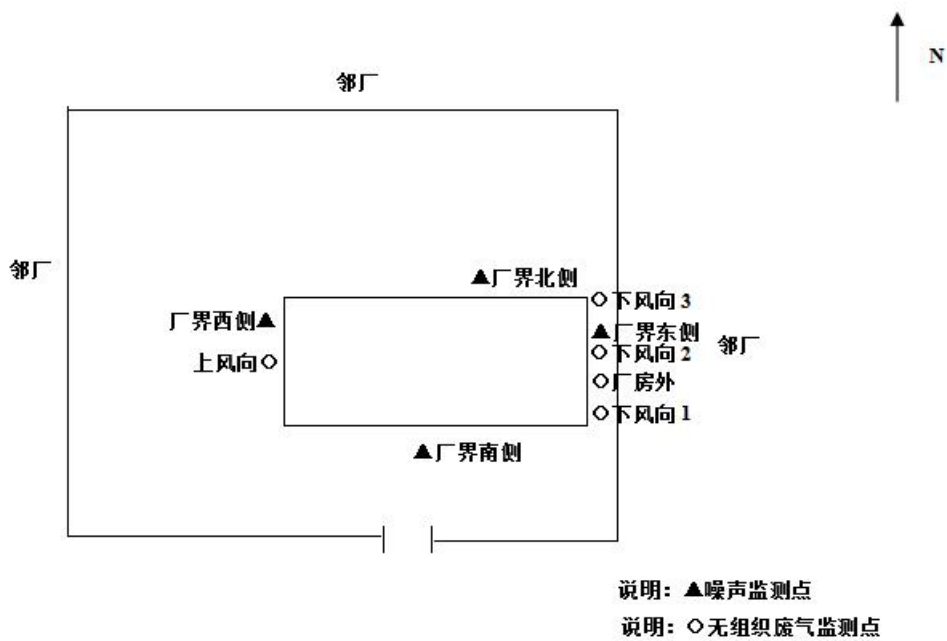 N
邻厂
邻厂
▲厂界北侧
○下风向 3
厂界西侧▲
▲厂界东侧
邻厂
上风向○
○下风向 2
○厂房外
○下风向 1
▲厂界南侧
说明：▲噪声监测点
说明：○无组织废气监测点